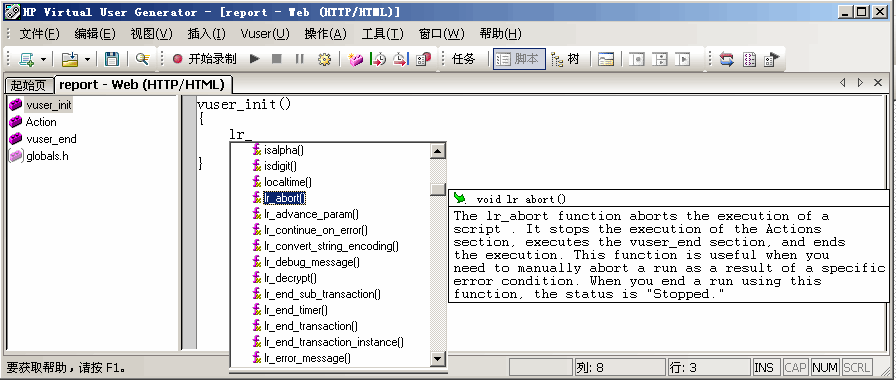 HP Virtual User Generator - [report - Web (HTTP/HTML)]
文件(F) 编辑(E) 视图(V) 插入(I) Vuser(U) 操作(A) 工具(T) 窗口(W) 帮助(H)
开始录制 任务 脚本 树
起始页 report - Web (HTTP/HTML)
vuser_init
Action
vuser_end
globals.h
vuser_init()
{
lr_
}
isalpha()
isdigit()
localtime()
lr_abort()
lr_advance_param()
lr_continue_on_error()
lr_convert_string_encoding()
lr_debug_message()
lr_decrypt()
lr_end_sub_transaction()
lr_end_timer()
lr_end_transaction()
lr_end_transaction_instance()
lr_error_message()
void lr abort()
The lr_abort function aborts the execution of a
script . It stops the execution of the Actions
section, executes the vuser_end section, and ends
the execution. This function is useful when you
need to manually abort a run as a result of a specific
error condition. When you end a run using this
function, the status is "Stopped."
要获取帮助，请按 F1。 列: 8 行: 3 INS CAP NUM SCRL